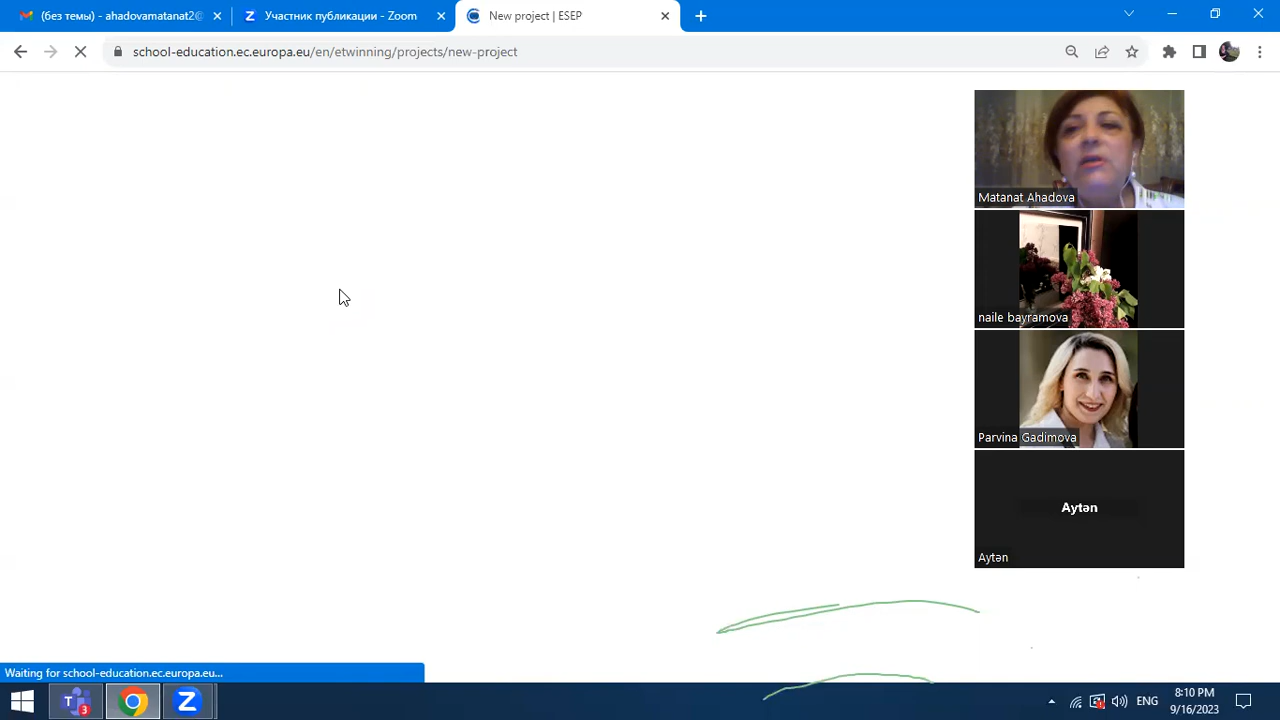 (без темы) - ahadovamatanat2@
Участник публикации - Zoom
New project | ESEP
school-education.ec.europa.eu/en/etwinning/projects/new-project
Matanat Ahadova
naile bayramova
Parvina Gadimova
Aytən
Aytən
Waiting for school-education.ec.europa.eu...
3
ENG
8:10 PM
9/16/2023